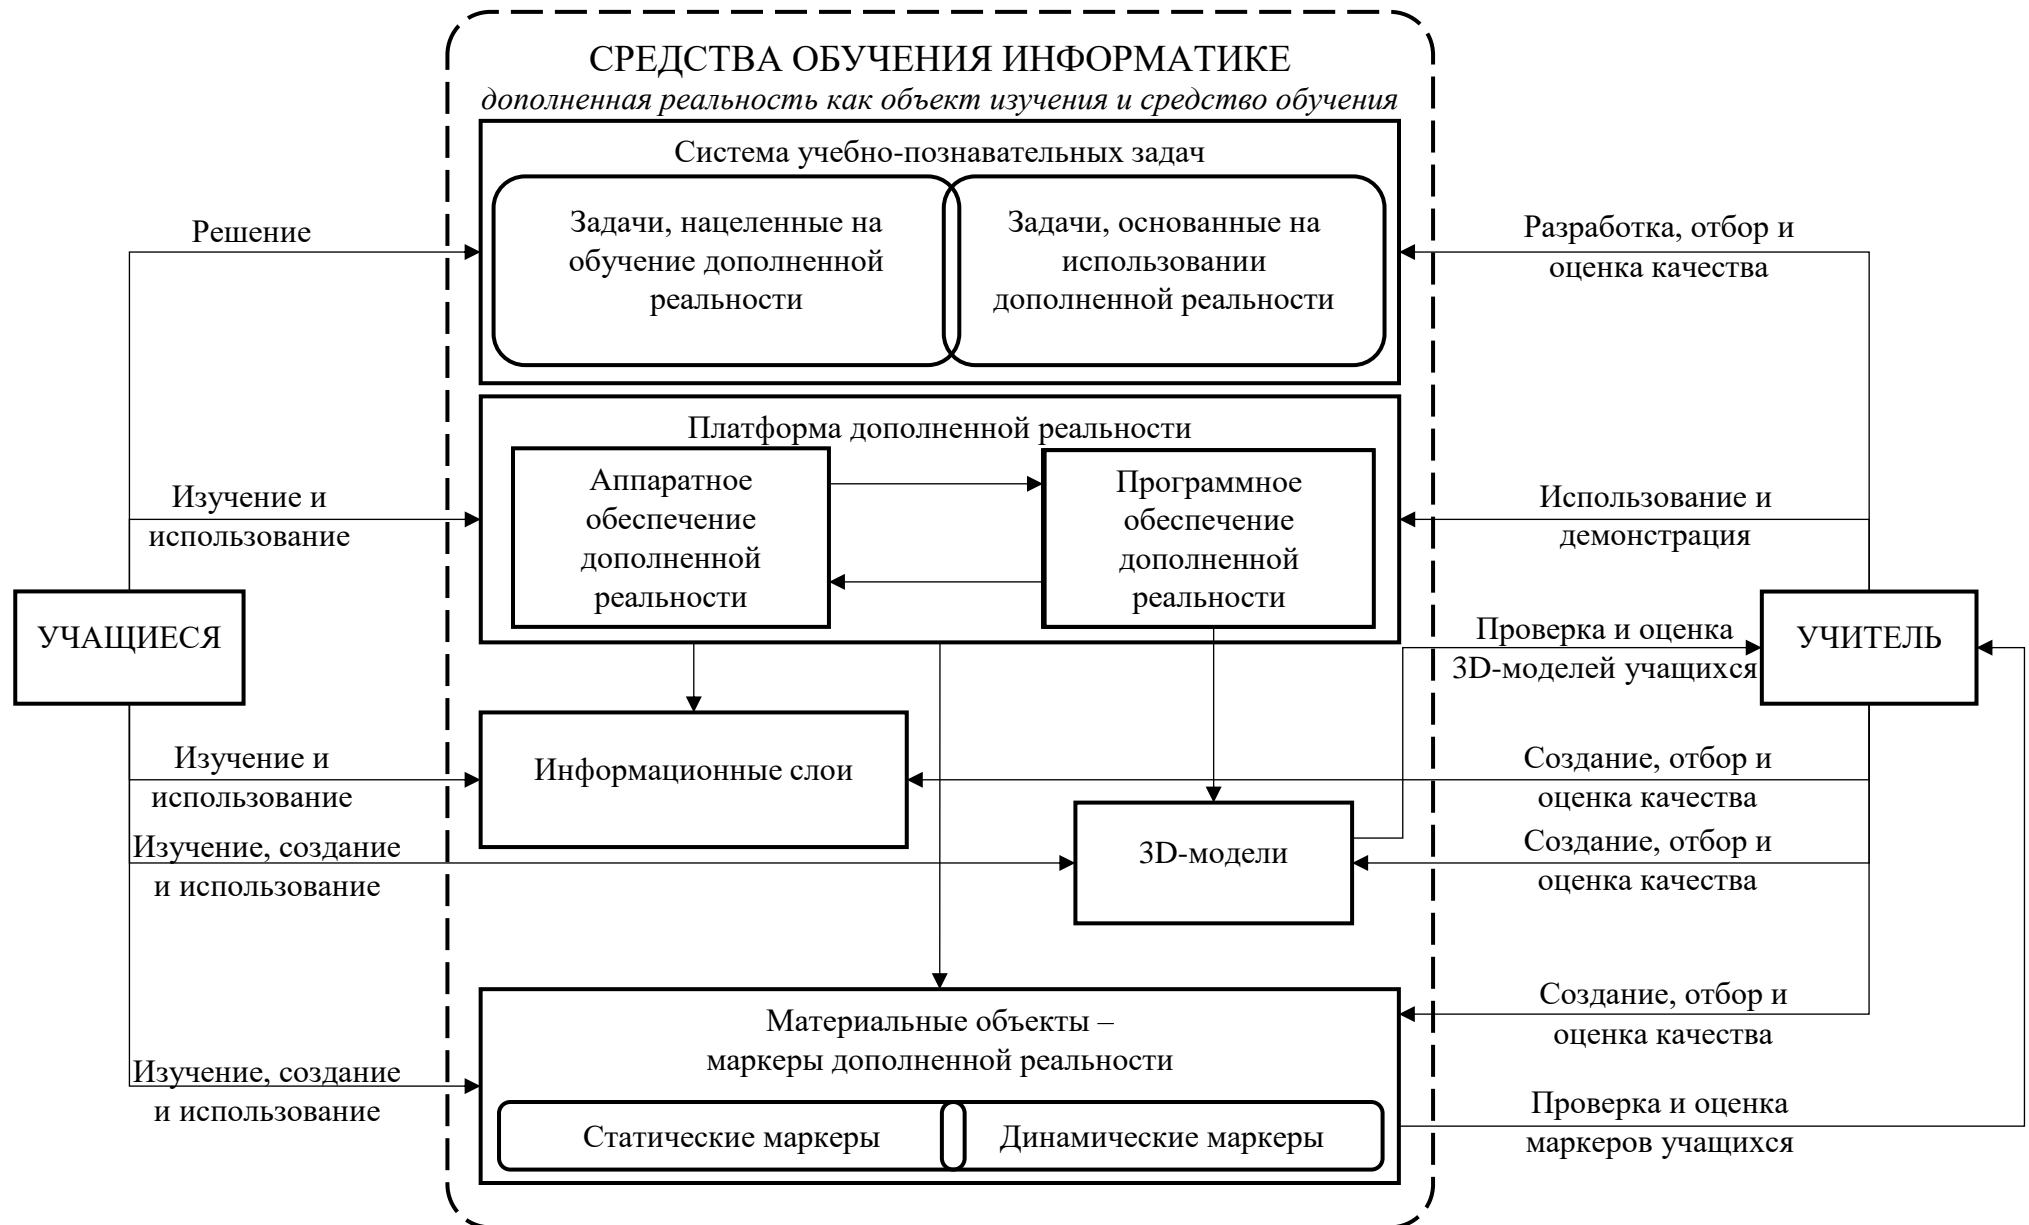 СРЕДСТВА ОБУЧЕНИЯ ИНФОРМАТИКЕ
дополненная реальность как объект изучения и средство обучения
Система учебно-познавательных задач
Задачи, нацеленные на
обучение дополненной
реальности
Задачи, основанные на
использовании
дополненной реальности
Решение
Разработка, отбор и
оценка качества
Платформа дополненной реальности
Аппаратное
обеспечение
дополненной
реальности
Программное
обеспечение
дополненной
реальности
Изучение и
использование
Использование и
демонстрация
УЧАЩИЕСЯ
УЧИТЕЛЬ
Проверка и оценка
3D-моделей учащихся
Изучение и
использование
Информационные слои
Создание, отбор и
оценка качества
Изучение, создание
и использование
3D-модели
Создание, отбор и
оценка качества
Материальные объекты –
маркеры дополненной реальности
Создание, отбор и
оценка качества
Изучение, создание
и использование
Статические маркеры
Динамические маркеры
Проверка и оценка
маркеров учащихся